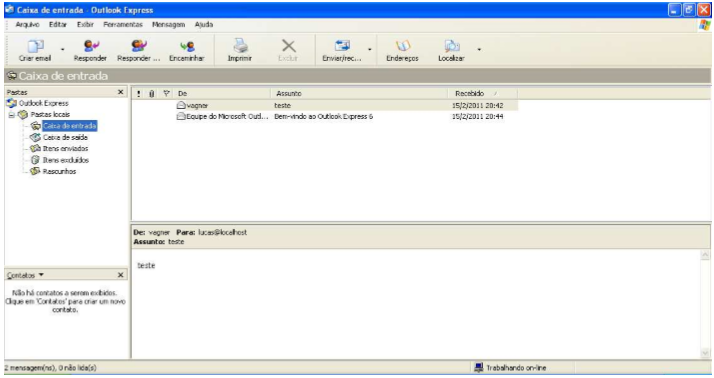 Caixa de entrada - Outlook Express
Arquivo Editar Exibir Ferramentas Mensagem Ajuda
Criar email Responder Responder ... Encaminhar Imprimir Excluir Enviar/rec... Endereços Localizar
Caixa de entrada
Pastas
Outlook Express
Pastas locais
Caixa de entrada
Caixa de saída
Itens enviados
Itens excluídos
Rascunhos
! De Assunto Recebido
vagner teste 15/2/2011 20:42
Equipe do Microsoft Outl... Bem-vindo ao Outlook Express 6 15/2/2011 20:44
De: vagner Para: lucas@localhost
Assunto: teste
teste
Contatos
Não há contatos a serem exibidos.
Clique em 'Contatos' para criar um novo
contato.
2 mensagem(ns), 0 não lida(s) Trabalhando on-line